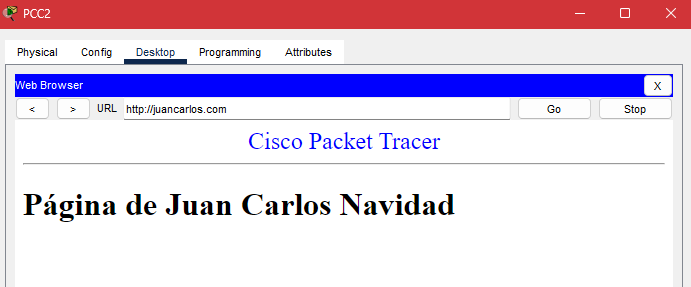 PCC2
Physical Config Desktop Programming Attributes
Web Browser
X
< > URL http://juancarlos.com Go Stop
Cisco Packet Tracer
Página de Juan Carlos Navidad